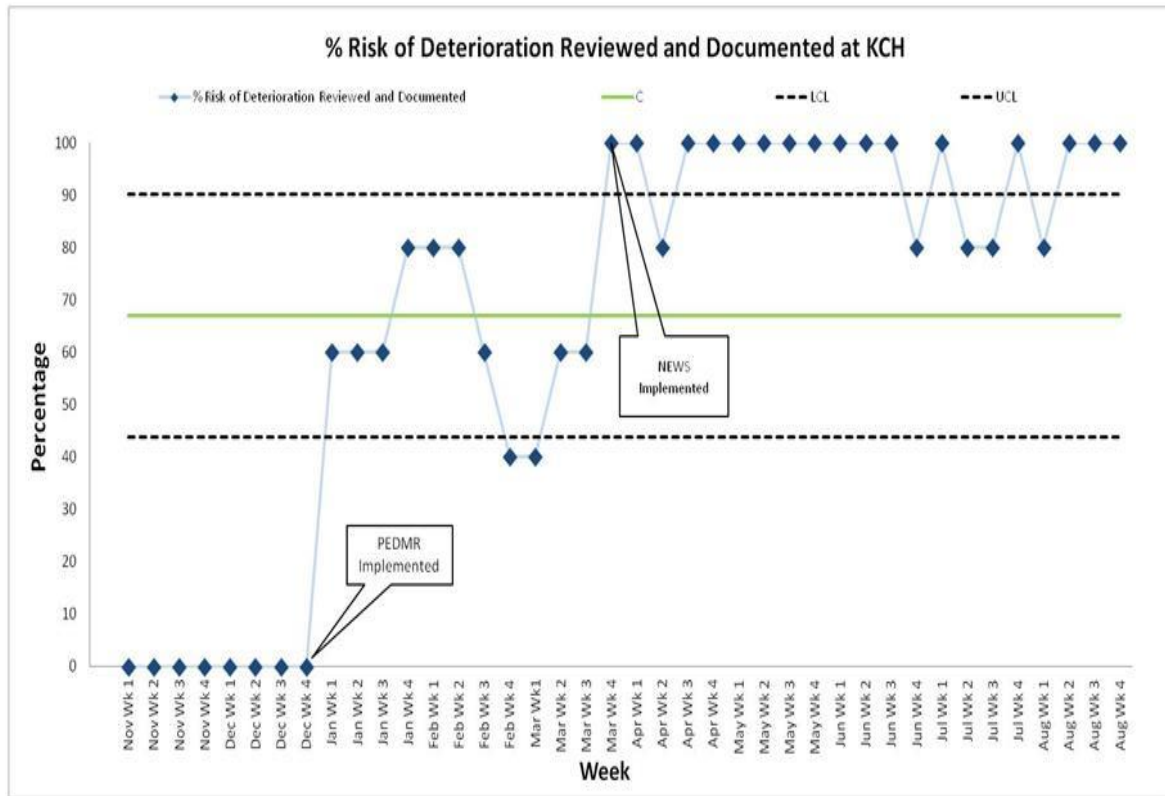 % Risk of Deterioration Reviewed and Documented at KCH
% Risk of Deterioration Reviewed and Documented
C
LCL
UCL
Percentage
100
90
80
70
60
50
40
30
20
10
0
NEWS
Implemented
PEDMR
Implemented
Nov Wk 1
Nov Wk 2
Nov Wk 3
Nov Wk 4
Dec Wk 1
Dec Wk 2
Dec Wk 3
Dec Wk 4
Jan Wk 1
Jan Wk 2
Jan Wk 3
Jan Wk 4
Feb Wk 1
Feb Wk 2
Feb Wk 3
Feb Wk 4
Mar Wk1
Mar Wk 2
Mar Wk 3
Mar Wk 4
Apr Wk 1
Apr Wk 2
Apr Wk 3
Apr Wk 4
May Wk 1
May Wk 2
May Wk 3
May Wk 4
Jun Wk 1
Jun Wk 2
Jun Wk 3
Jun Wk 4
Jul Wk 1
Jul Wk 2
Jul Wk 3
Jul Wk 4
Aug Wk 1
Aug Wk 2
Aug Wk 3
Aug Wk 4
Week